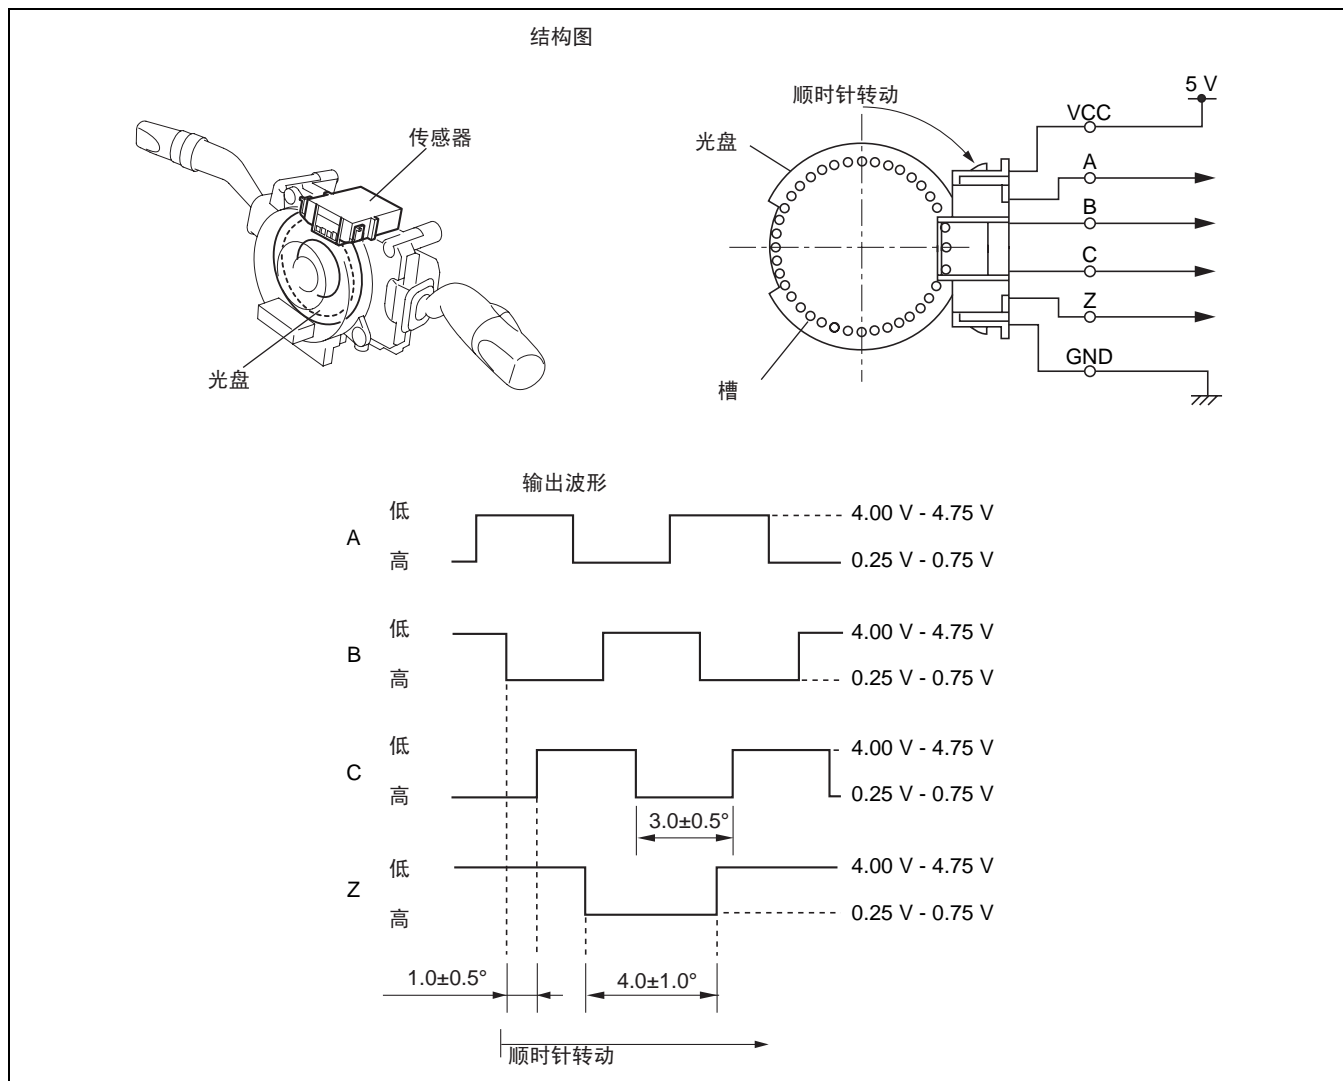 结构图
传感器
光盘
顺时针转动
光盘
槽
5 V
VCC
A
B
C
Z
GND
输出波形
A
低
高
4.00 V - 4.75 V
0.25 V - 0.75 V
B
低
高
4.00 V - 4.75 V
0.25 V - 0.75 V
C
低
高
4.00 V - 4.75 V
0.25 V - 0.75 V
3.0±0.5°
Z
低
高
4.00 V - 4.75 V
0.25 V - 0.75 V
1.0±0.5°
4.0±1.0°
顺时针转动